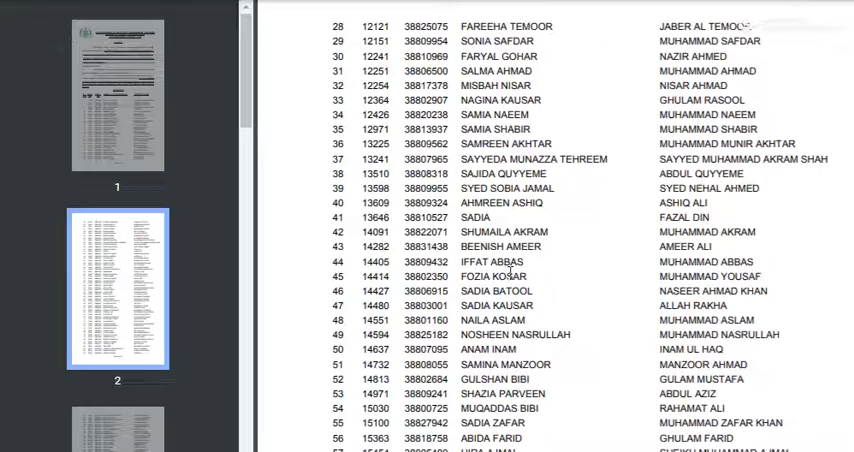 28 12121 38825075 FAREEHA TEMOOR JABER AL TEMOOR
29 12151 38809954 SONIA SAFDAR MUHAMMAD SAFDAR
30 12241 38810969 FARYAL GOHAR NAZIR AHMED
31 12251 38806500 SALMA AHMAD MUHAMMAD AHMAD
32 12254 38817378 MISBAH NISAR NISAR AHMAD
33 12364 38802907 NAGINA KAUSAR GHULAM RASOOL
34 12426 38820238 SAMIA NAEEM MUHAMMAD NAEEM
35 12971 38813937 SAMIA SHABIR MUHAMMAD SHABIR
36 13225 38809562 SAMREEN AKHTAR MUHAMMAD MUNIR AKHTAR
37 13241 38807965 SAYYEDA MUNAZZA TEHREEM SAYYED MUHAMMAD AKRAM SHAH
38 13510 38808318 SAJIDA QUYYEME ABDUL QUYYEME
39 13598 38809955 SYED SOBIA JAMAL SYED NEHAL AHMED
40 13609 38809324 AHMREEN ASHIQ ASHIQ ALI
41 13646 38810527 SADIA FAZAL DIN
42 14091 38822071 SHUMAILA AKRAM MUHAMMAD AKRAM
43 14282 38831438 BEENISH AMEER AMEER ALI
44 14405 38809432 IFFAT ABBAS MUHAMMAD ABBAS
45 14414 38802350 FOZIA KOSAR MUHAMMAD YOUSAF
46 14427 38806915 SADIA BATOOL NASEER AHMAD KHAN
47 14480 38803001 SADIA KAUSAR ALLAH RAKHA
48 14551 38801160 NAILA ASLAM MUHAMMAD ASLAM
49 14594 38825182 NOSHEEN NASRULLAH MUHAMMAD NASRULLAH
50 14637 38807095 ANAM INAM INAM UL HAQ
51 14732 38808055 SAMINA MANZOOR MANZOOR AHMAD
52 14813 38802684 GULSHAN BIBI GULAM MUSTAFA
53 14971 38809241 SHAZIA PARVEEN ABDUL AZIZ
54 15030 38800725 MUQADDAS BIBI RAHAMAT ALI
55 15100 38827942 SADIA ZAFAR MUHAMMAD ZAFAR KHAN
56 15363 38818758 ABIDA FARID GHULAM FARID
1
2